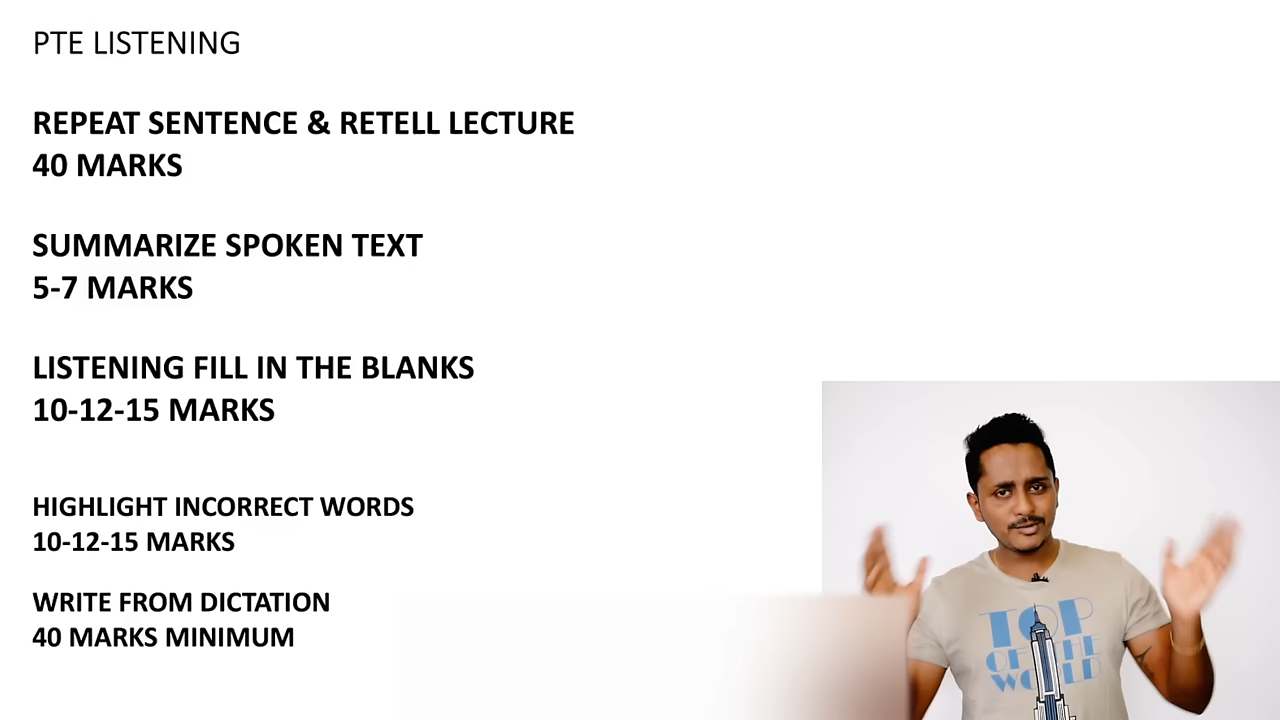 PTE LISTENING
REPEAT SENTENCE & RETELL LECTURE
40 MARKS
SUMMARIZE SPOKEN TEXT
5-7 MARKS
LISTENING FILL IN THE BLANKS
10-12-15 MARKS
HIGHLIGHT INCORRECT WORDS
10-12-15 MARKS
WRITE FROM DICTATION
40 MARKS MINIMUM
TOP
OF THE
WORLD